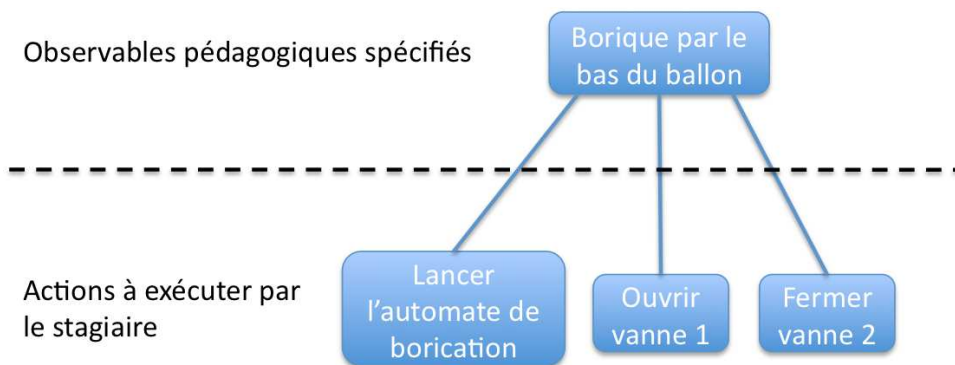 Observables pédagogiques spécifiés
Borique par le
bas du ballon
Actions à exécuter par
le stagiaire
Lancer
l'automate de
borication
Ouvrir
vanne 1
Fermer
vanne 2